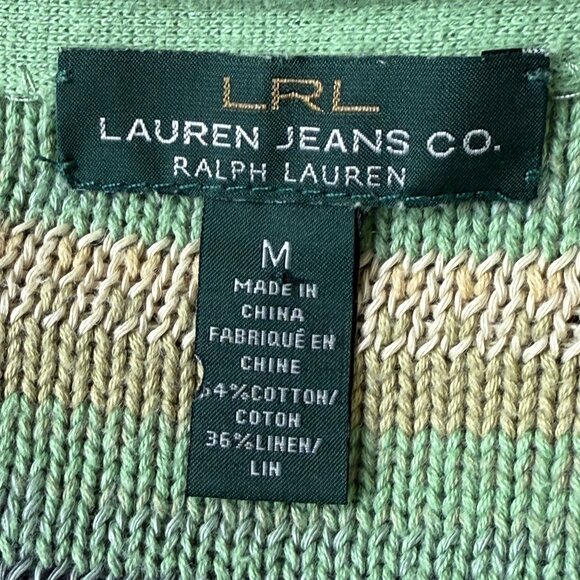 LRL
LAUREN JEANS CO.
RALPH LAUREN
M
MADE IN
CHINA
FABRIQUÉ EN
CHINE
64%COTTON/
COTON
36%LINEN/
LIN